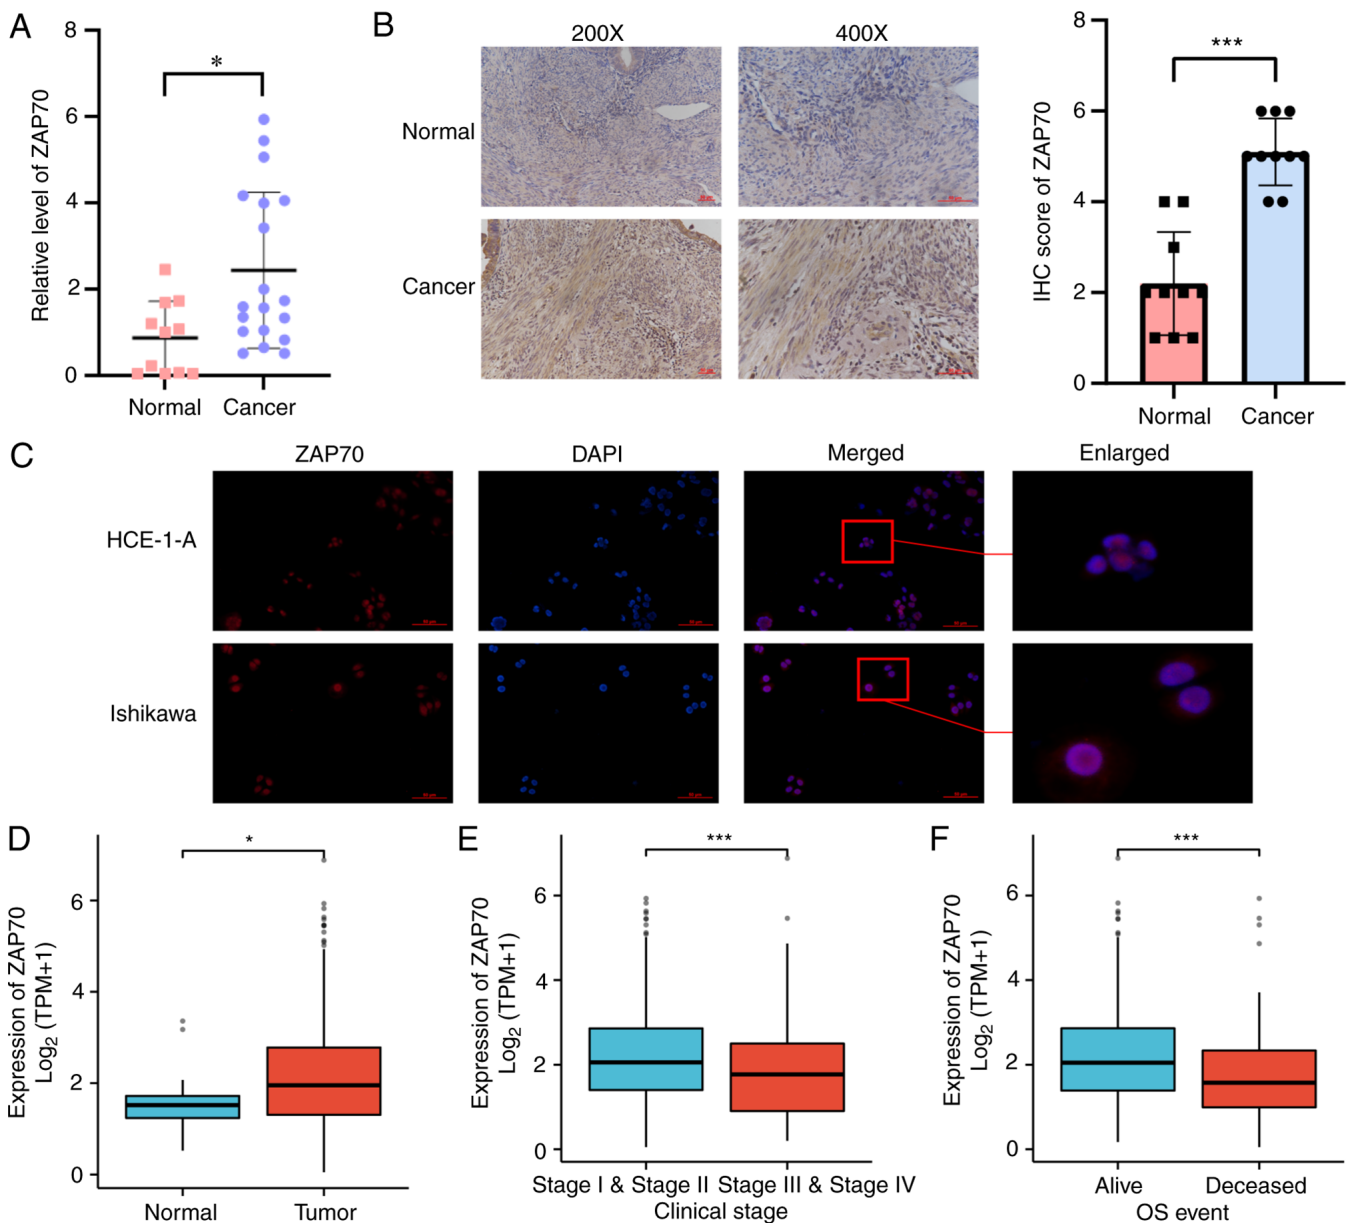 A
8
6
4
2
0
Relative level of ZAP70
*
Normal
Cancer
B
200X
400X
Normal
Cancer
8
6
4
2
0
IHC score of ZAP70
***
Normal
Cancer
C
ZAP70
DAPI
Merged
Enlarged
HCE-1-A
Ishikawa
D
Expression of ZAP70
Log2 (TPM+1)
6
4
2
0
*
Normal
Tumor
E
Expression of ZAP70
Log2 (TPM+1)
6
4
2
0
***
Stage I & Stage II
Stage III & Stage IV
Clinical stage
F
Expression of ZAP70
Log2 (TPM+1)
6
4
2
0
***
Alive
Deceased
OS event